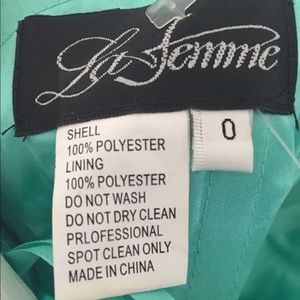 La Femme
0
SHELL
100% POLYESTER
LINING
100% POLYESTER
DO NOT WASH
DO NOT DRY CLEAN
PRLOFESSIONAL
SPOT CLEAN ONLY
MADE IN CHINA